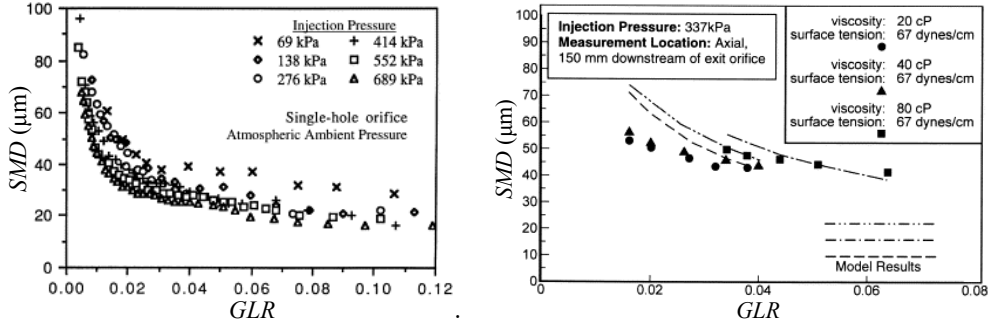 Injection Pressure
69 kPa 414 kPa
138 kPa 552 kPa
276 kPa 689 kPa
Single-hole orifice
Atmospheric Ambient Pressure
SMD (µm)
100
80
60
40
20
0
0.00 0.02 0.04 0.06 0.08 0.10 0.12
GLR
.
Injection Pressure: 337kPa
Measurement Location: Axial,
150 mm downstream of exit orifice
viscosity: 20 cP
surface tension: 67 dynes/cm
viscosity: 40 cP
surface tension: 67 dynes/cm
viscosity: 80 cP
surface tension: 67 dynes/cm
Model Results
SMD (µm)
100
90
80
70
60
50
40
30
20
10
0
0 0.02 0.04 0.06 0.08
GLR